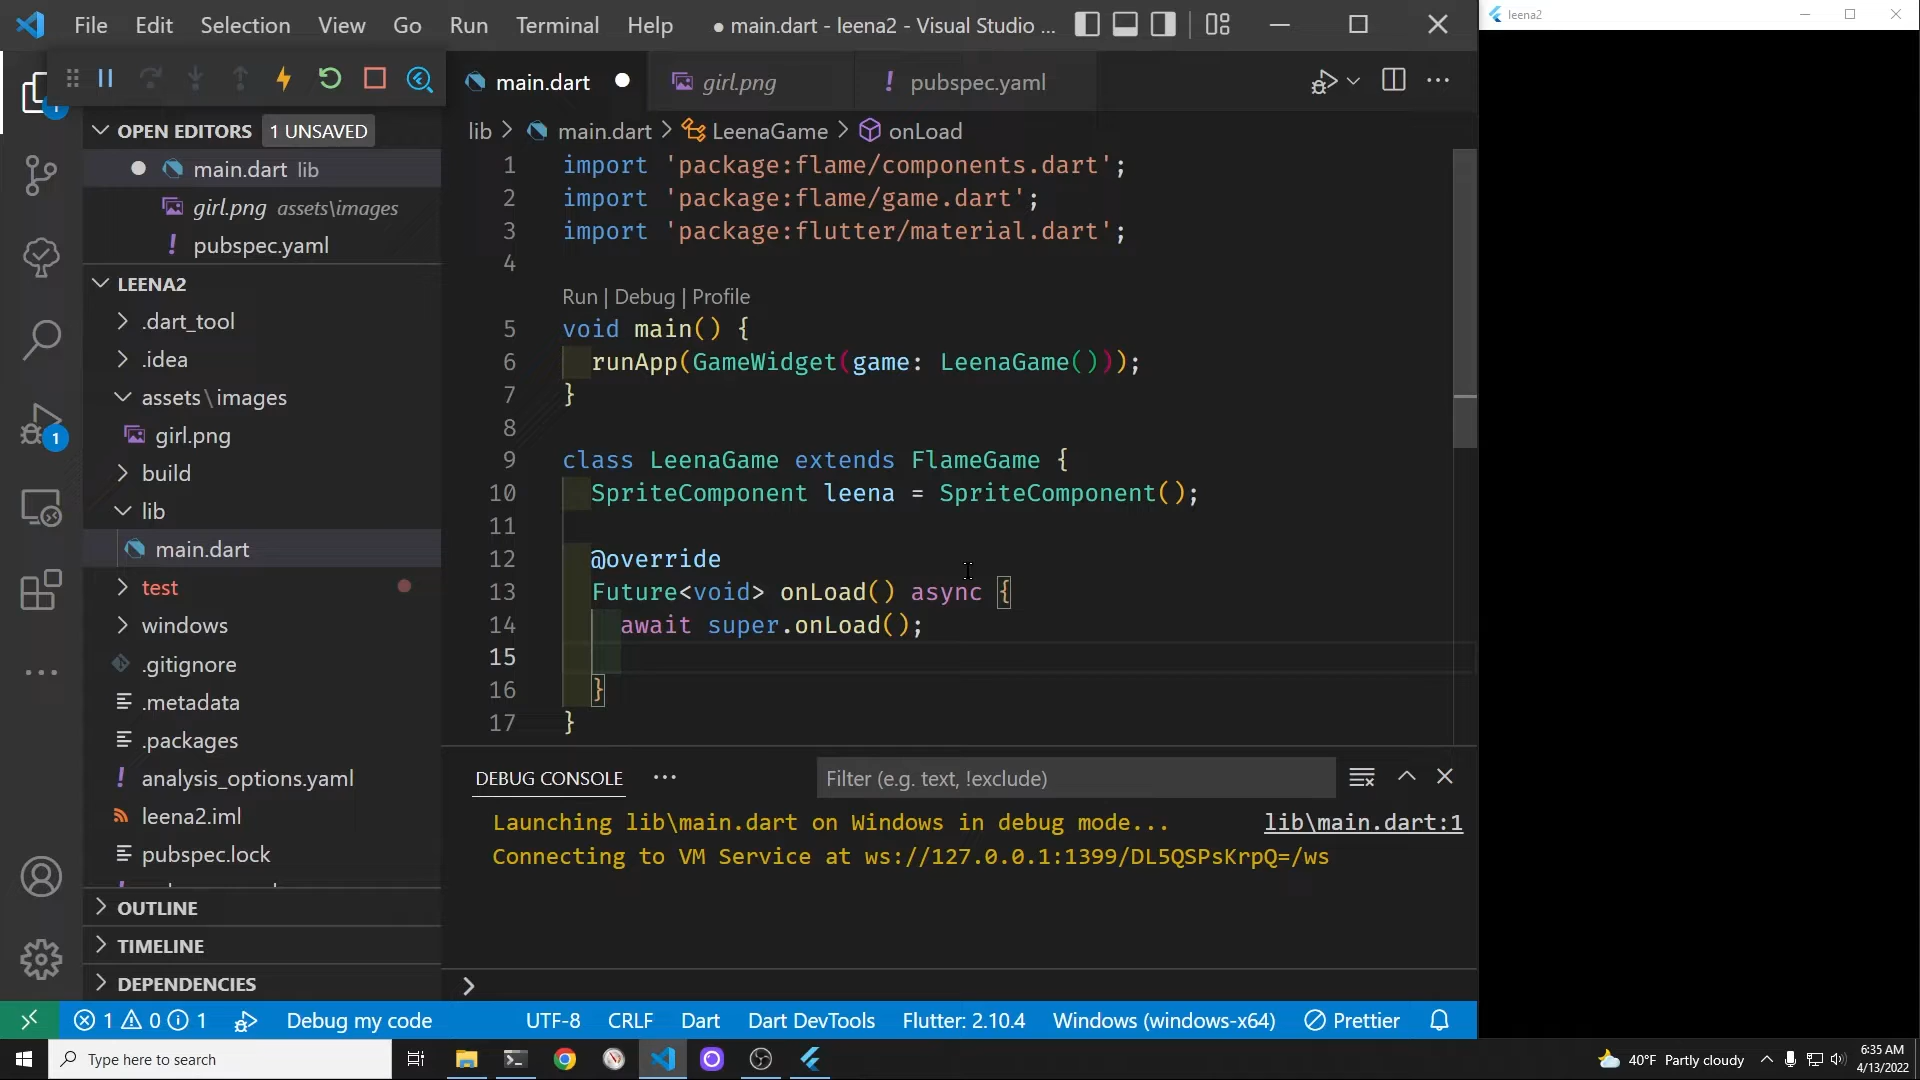 File Edit Selection View Go Run Terminal Help
● main.dart - leena2 - Visual Studio ...
leena2
main.dart
girl.png
! pubspec.yaml
lib > main.dart > LeenaGame > onLoad
OPEN EDITORS 1 UNSAVED
main.dart lib
girl.png assets\images
! pubspec.yaml
LEENA2
.dart_tool
.idea
assets\images
girl.png
build
lib
main.dart
test
windows
.gitignore
.metadata
.packages
! analysis_options.yaml
leena2.iml
pubspec.lock
OUTLINE
TIMELINE
DEPENDENCIES
1
1
1 import 'package:flame/components.dart';
2 import 'package:flame/game.dart';
3 import 'package:flutter/material.dart';
4
Run | Debug | Profile
5 void main() {
6 runApp(GameWidget(game: LeenaGame()));
7 }
8
9 class LeenaGame extends FlameGame {
10 SpriteComponent leena = SpriteComponent();
11
12 @override
13 Future<void> onLoad() async {
14 await super.onLoad();
15
16 }
17 }
DEBUG CONSOLE ···
Filter (e.g. text, !exclude)
Launching lib\main.dart on Windows in debug mode... lib\main.dart:1
Connecting to VM Service at ws://127.0.0.1:1399/DL5QSPsKrpQ=/ws
1 0 1 Debug my code UTF-8 CRLF Dart Dart DevTools Flutter: 2.10.4 Windows (windows-x64) Prettier
Type here to search
40°F Partly cloudy
6:35 AM
4/13/2022